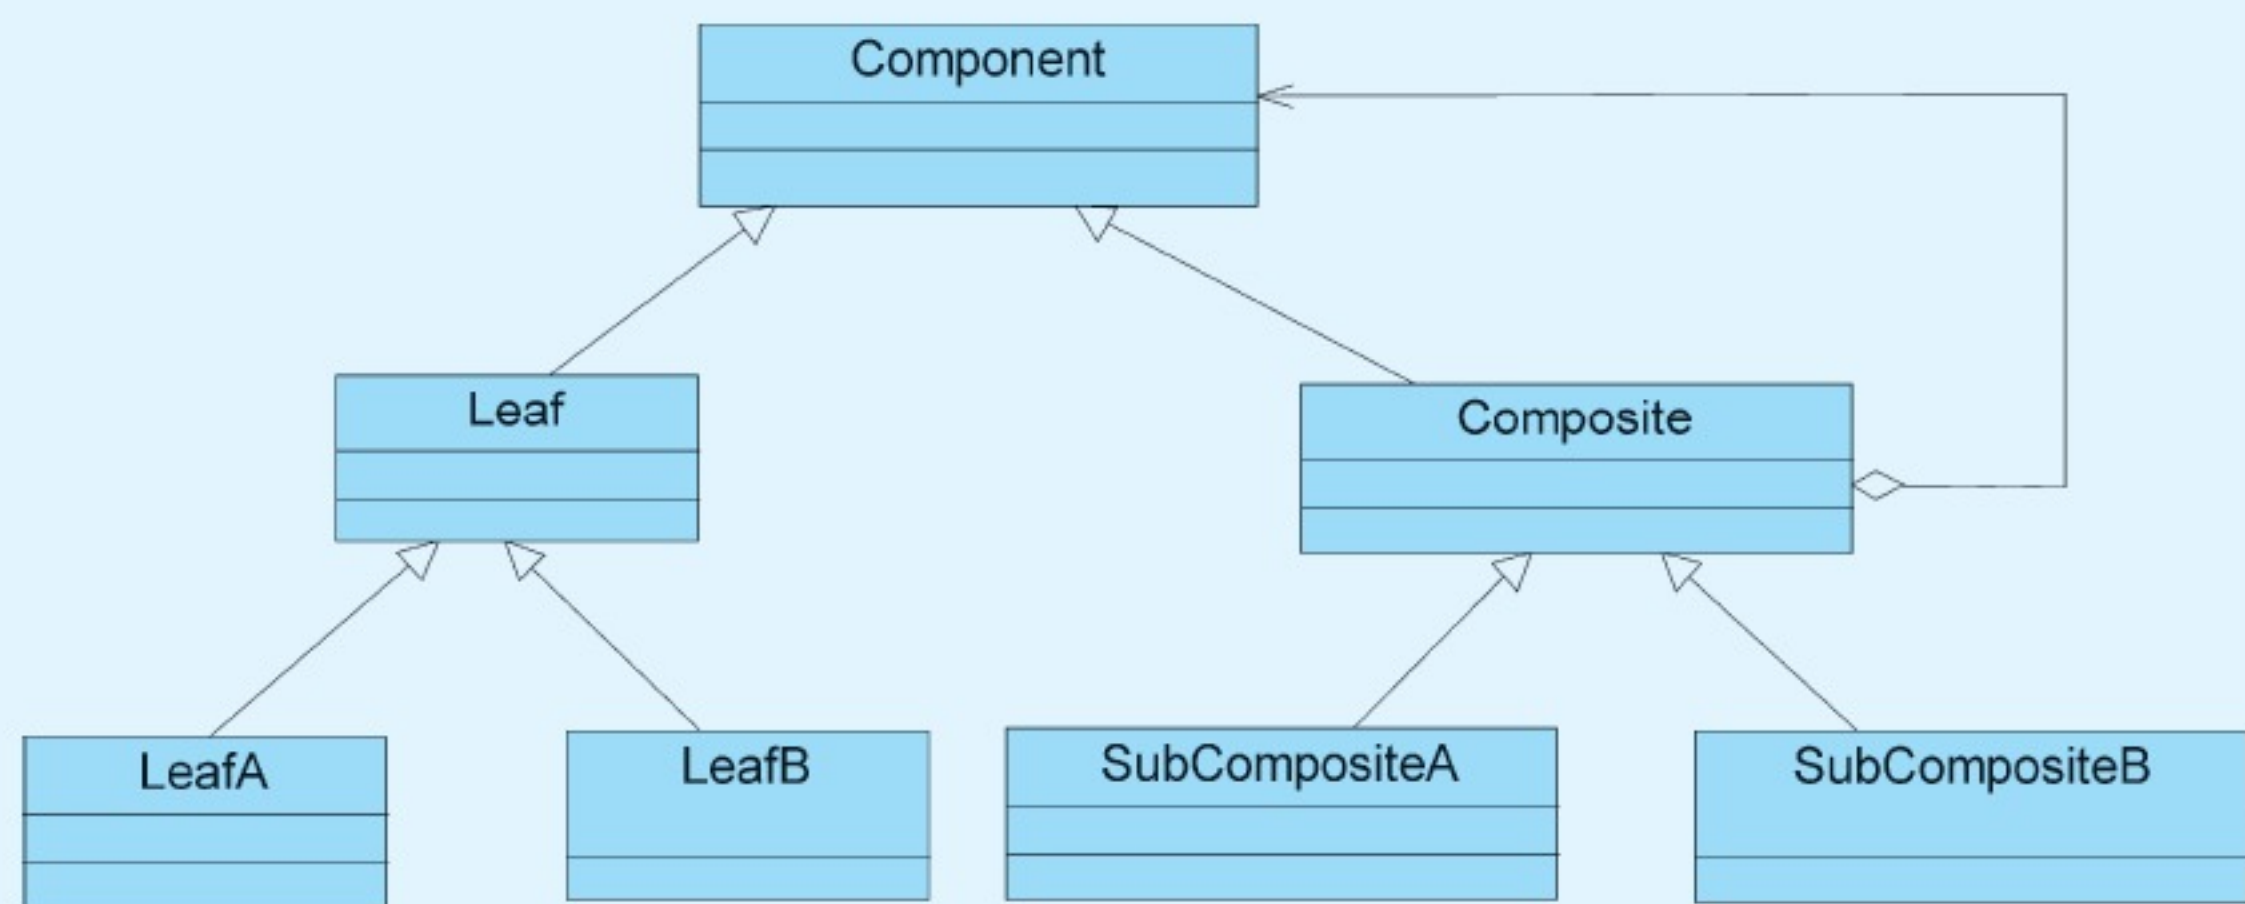 Component
Leaf
Composite
LeafA
LeafB
SubCompositeA
SubCompositeB